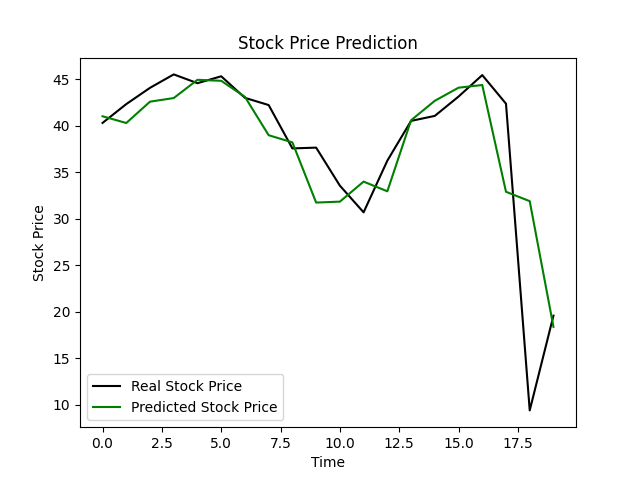 Stock Price Prediction
Stock Price
45
40
35
30
25
20
15
10
Real Stock Price
Predicted Stock Price
0.0 2.5 5.0 7.5 10.0 12.5 15.0 17.5
Time